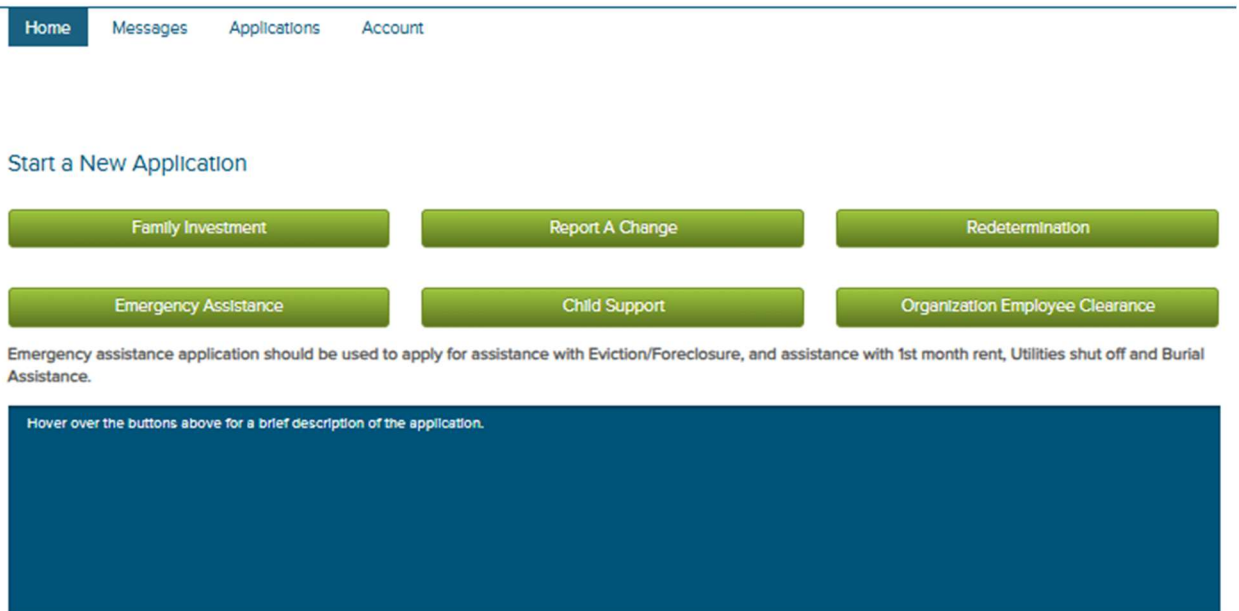 Home Messages Applications Account
Start a New Application
Family Investment Report A Change Redetermination
Emergency Assistance Child Support Organization Employee Clearance
Emergency assistance application should be used to apply for assistance with Eviction/Foreclosure, and assistance with 1st month rent, Utilities shut off and Burial
Assistance.
Hover over the buttons above for a brief description of the application.